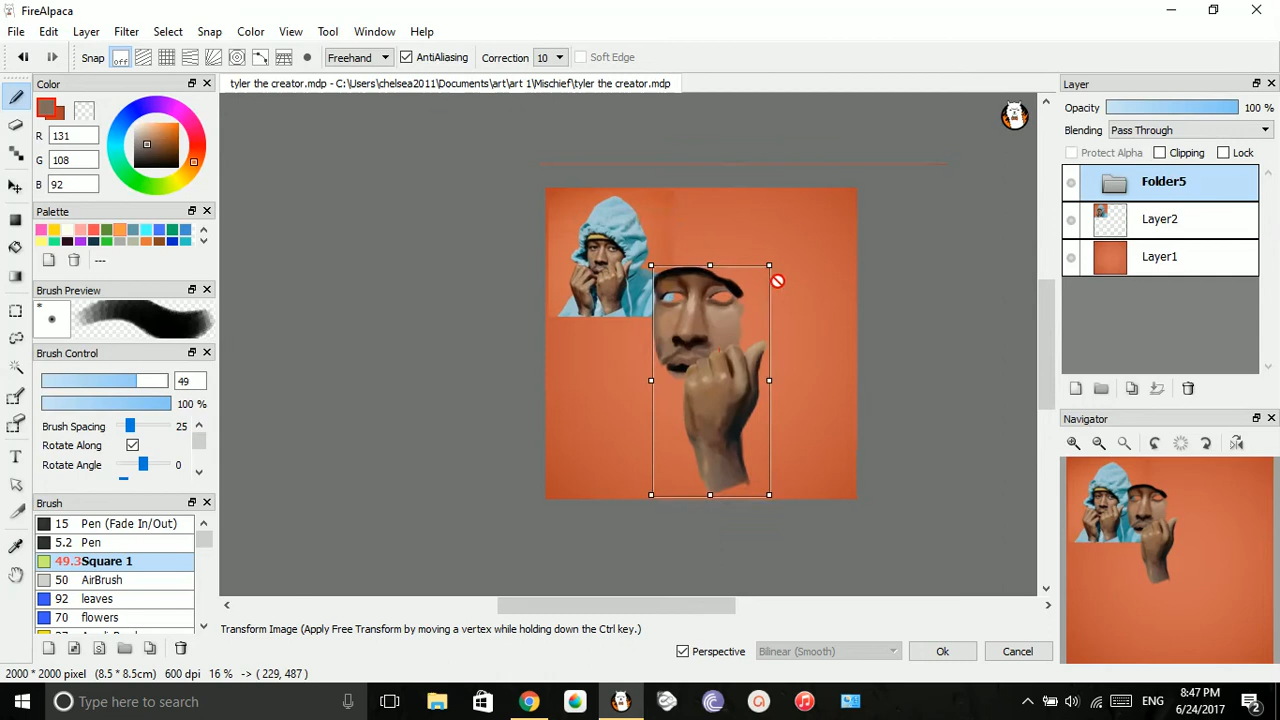 FireAlpaca
File Edit Layer Filter Select Snap Color View Tool Window Help
Snap off Freehand AntiAliasing Correction 10 Soft Edge
Color
R 131
G 108
B 92
Palette
---
Brush Preview
*
Brush Control
49
100 %
Brush Spacing 25
Rotate Along
Rotate Angle 0
Brush
15 Pen (Fade In/Out)
5.2 Pen
49.3 Square 1
50 AirBrush
92 leaves
70 flowers
tyler the creator.mdp - C:\Users\chelsea2011\Documents\art\art 1\Mischief\tyler the creator.mdp
Layer
Opacity 100 %
Blending Pass Through
Protect Alpha Clipping Lock
Folder5
Layer2
Layer1
Navigator
Transform Image (Apply Free Transform by moving a vertex while holding down the Ctrl key.)
Perspective Bilinear (Smooth) Ok Cancel
2000 * 2000 pixel (8.5 * 8.5cm) 600 dpi 16 % -> ( 229, 487 )
Type here to search
8:47 PM
6/24/2017
2